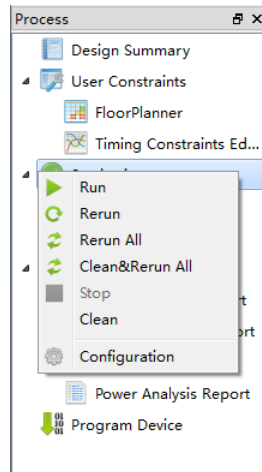 Process
Design Summary
User Constraints
FloorPlanner
Timing Constraints Ed...
Run
Rerun
Rerun All
Clean&Rerun All
Stop
Clean
Configuration
Power Analysis Report
Program Device